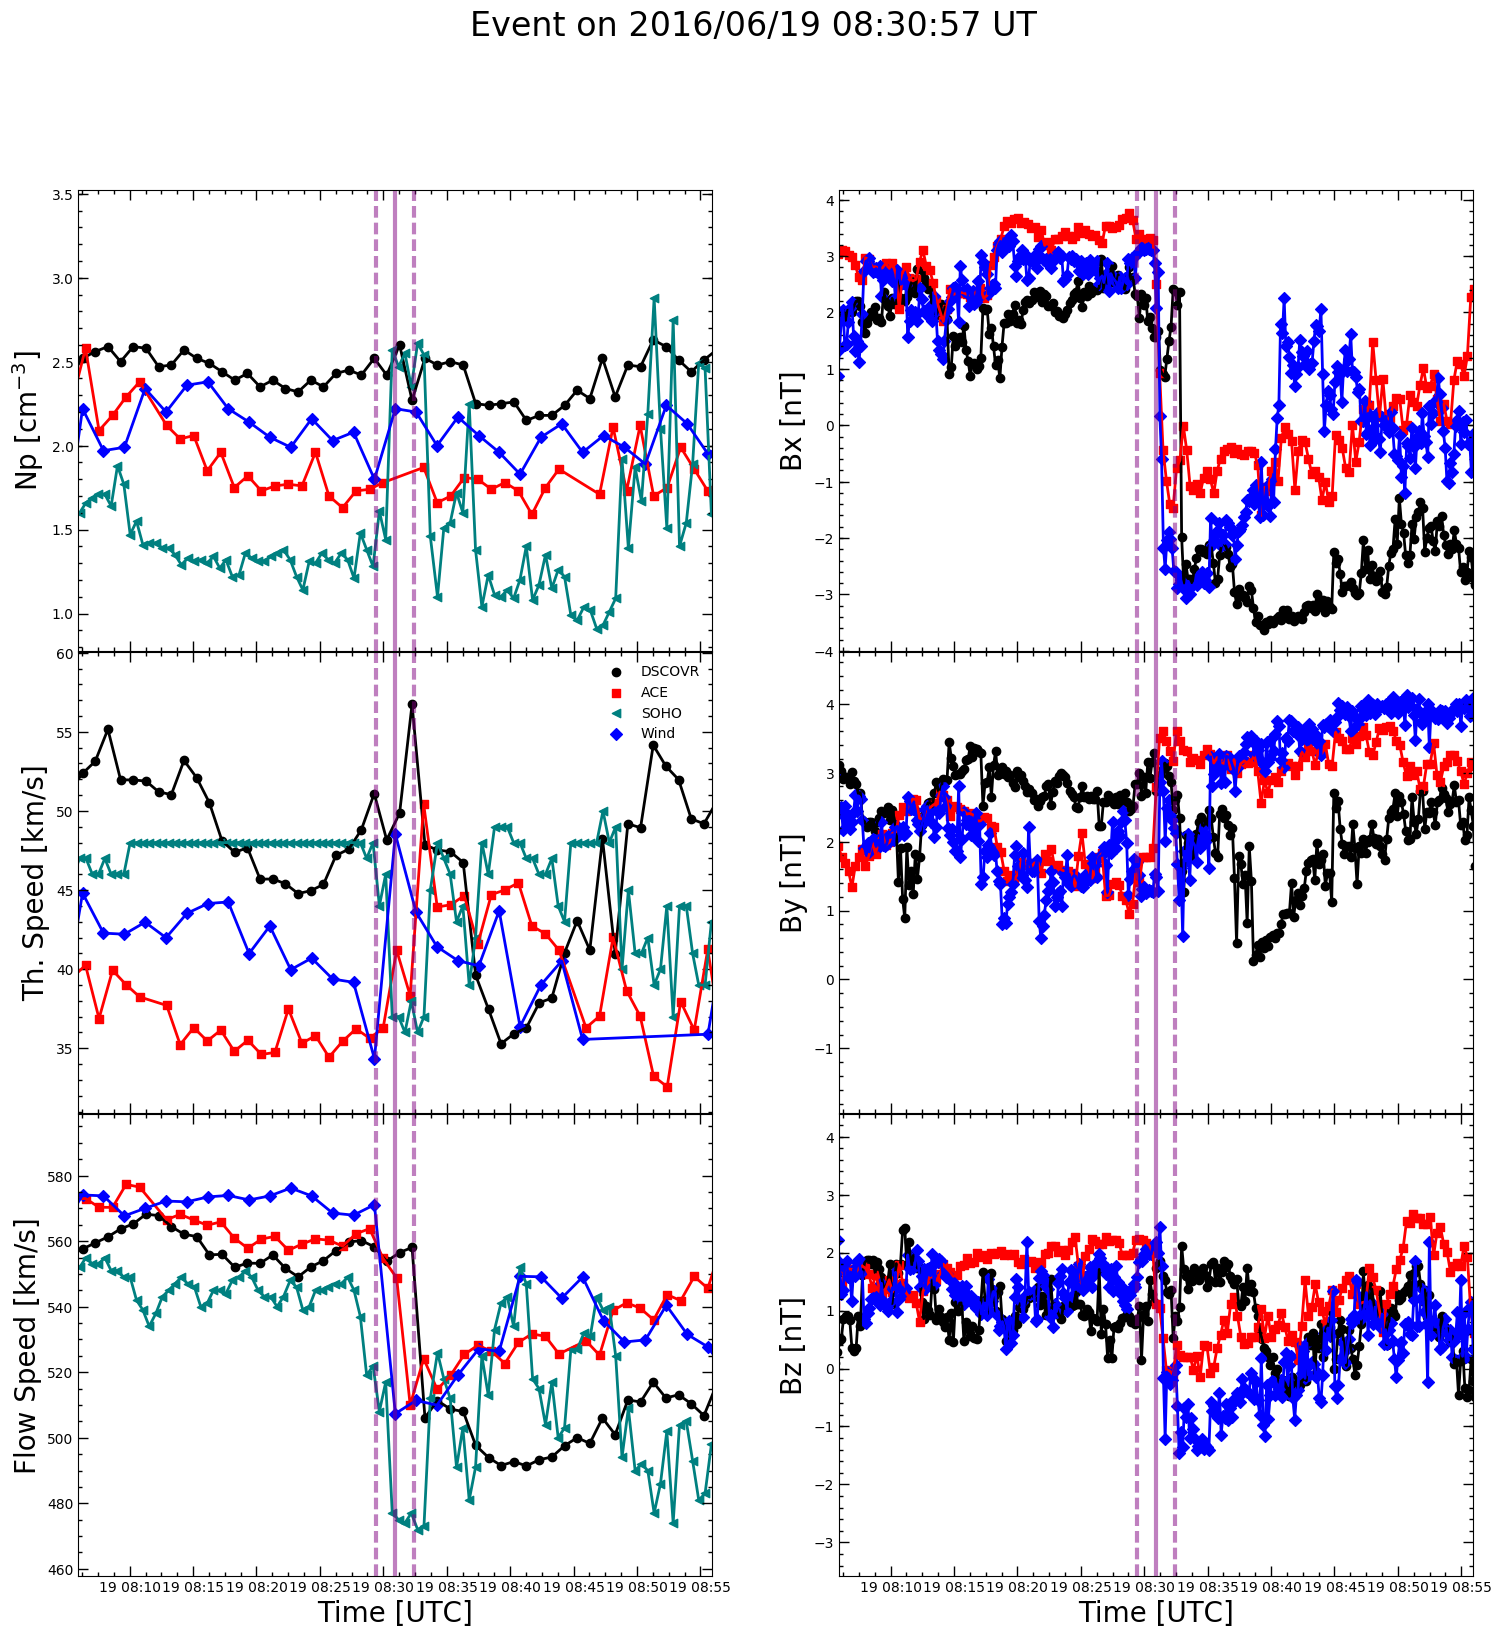 Event on 2016/06/19 08:30:57 UT
3.5
3.0
2.5
2.0
1.5
1.0
Np [cm⁻³]
4
3
2
1
0
−1
−2
−3
−4
Bx [nT]
60
55
50
45
40
35
Th. Speed [km/s]
DSCOVR
ACE
SOHO
Wind
4
3
2
1
0
−1
By [nT]
580
560
540
520
500
480
460
Flow Speed [km/s]
4
3
2
1
0
−1
−2
−3
Bz [nT]
19 08:10 19 08:15 19 08:20 19 08:25 19 08:30 19 08:35 19 08:40 19 08:45 19 08:50 19 08:55
Time [UTC]
19 08:10 19 08:15 19 08:20 19 08:25 19 08:30 19 08:35 19 08:40 19 08:45 19 08:50 19 08:55
Time [UTC]